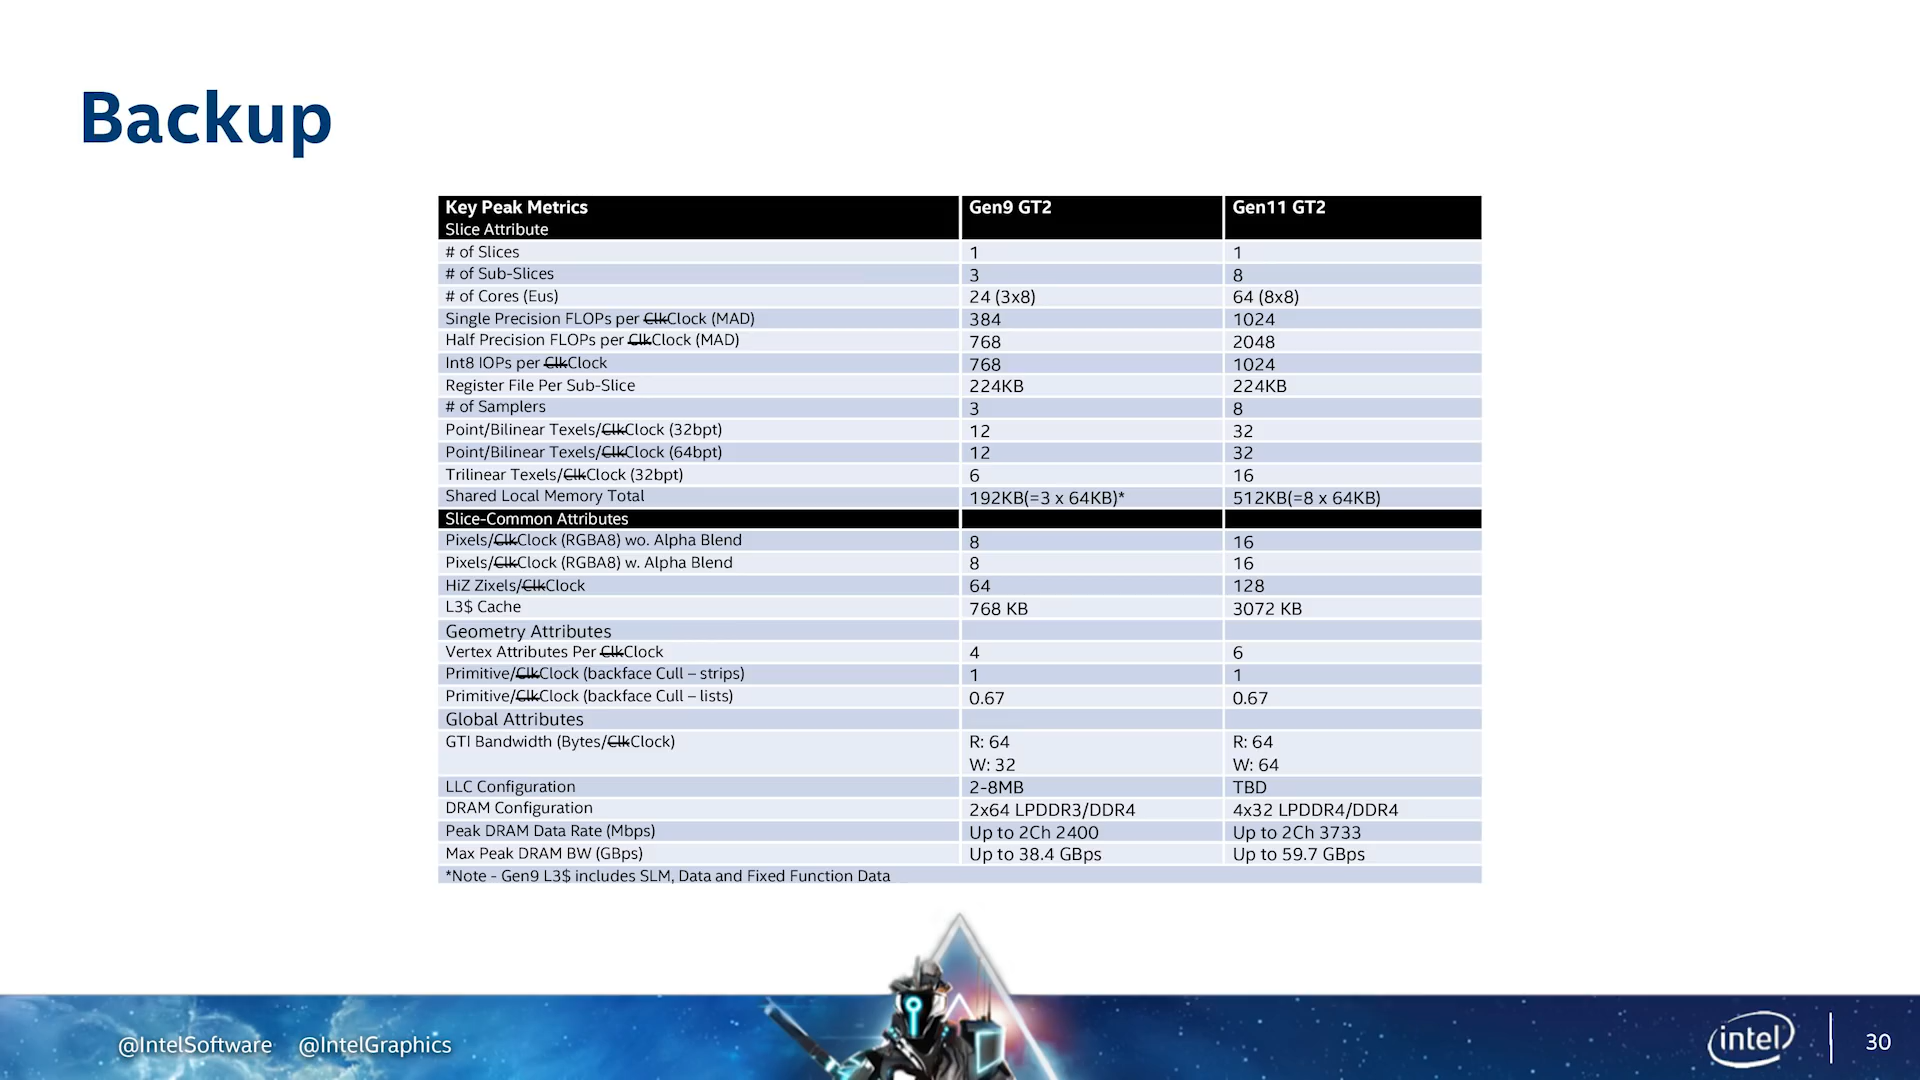 Backup
Key Peak Metrics Gen9 GT2 Gen11 GT2
Slice Attribute
# of Slices 1 1
# of Sub-Slices 3 8
# of Cores (Eus) 24 (3x8) 64 (8x8)
Single Precision FLOPs per ClkClock (MAD) 384 1024
Half Precision FLOPs per ClkClock (MAD) 768 2048
Int8 IOPs per ClkClock 768 1024
Register File Per Sub-Slice 224KB 224KB
# of Samplers 3 8
Point/Bilinear Texels/ClkClock (32bpt) 12 32
Point/Bilinear Texels/ClkClock (64bpt) 12 32
Trilinear Texels/ClkClock (32bpt) 6 16
Shared Local Memory Total 192KB(=3 x 64KB)* 512KB(=8 x 64KB)
Slice-Common Attributes
Pixels/ClkClock (RGBA8) wo. Alpha Blend 8 16
Pixels/ClkClock (RGBA8) w. Alpha Blend 8 16
HiZ Zixels/ClkClock 64 128
L3$ Cache 768 KB 3072 KB
Geometry Attributes
Vertex Attributes Per ClkClock 4 6
Primitive/ClkClock (backface Cull – strips) 1 1
Primitive/ClkClock (backface Cull – lists) 0.67 0.67
Global Attributes
GTI Bandwidth (Bytes/ClkClock) R: 64 R: 64
W: 32 W: 64
LLC Configuration 2-8MB TBD
DRAM Configuration 2x64 LPDDR3/DDR4 4x32 LPDDR4/DDR4
Peak DRAM Data Rate (Mbps) Up to 2Ch 2400 Up to 2Ch 3733
Max Peak DRAM BW (GBps) Up to 38.4 GBps Up to 59.7 GBps
*Note - Gen9 L3$ includes SLM, Data and Fixed Function Data
@IntelSoftware @IntelGraphics
intel 30